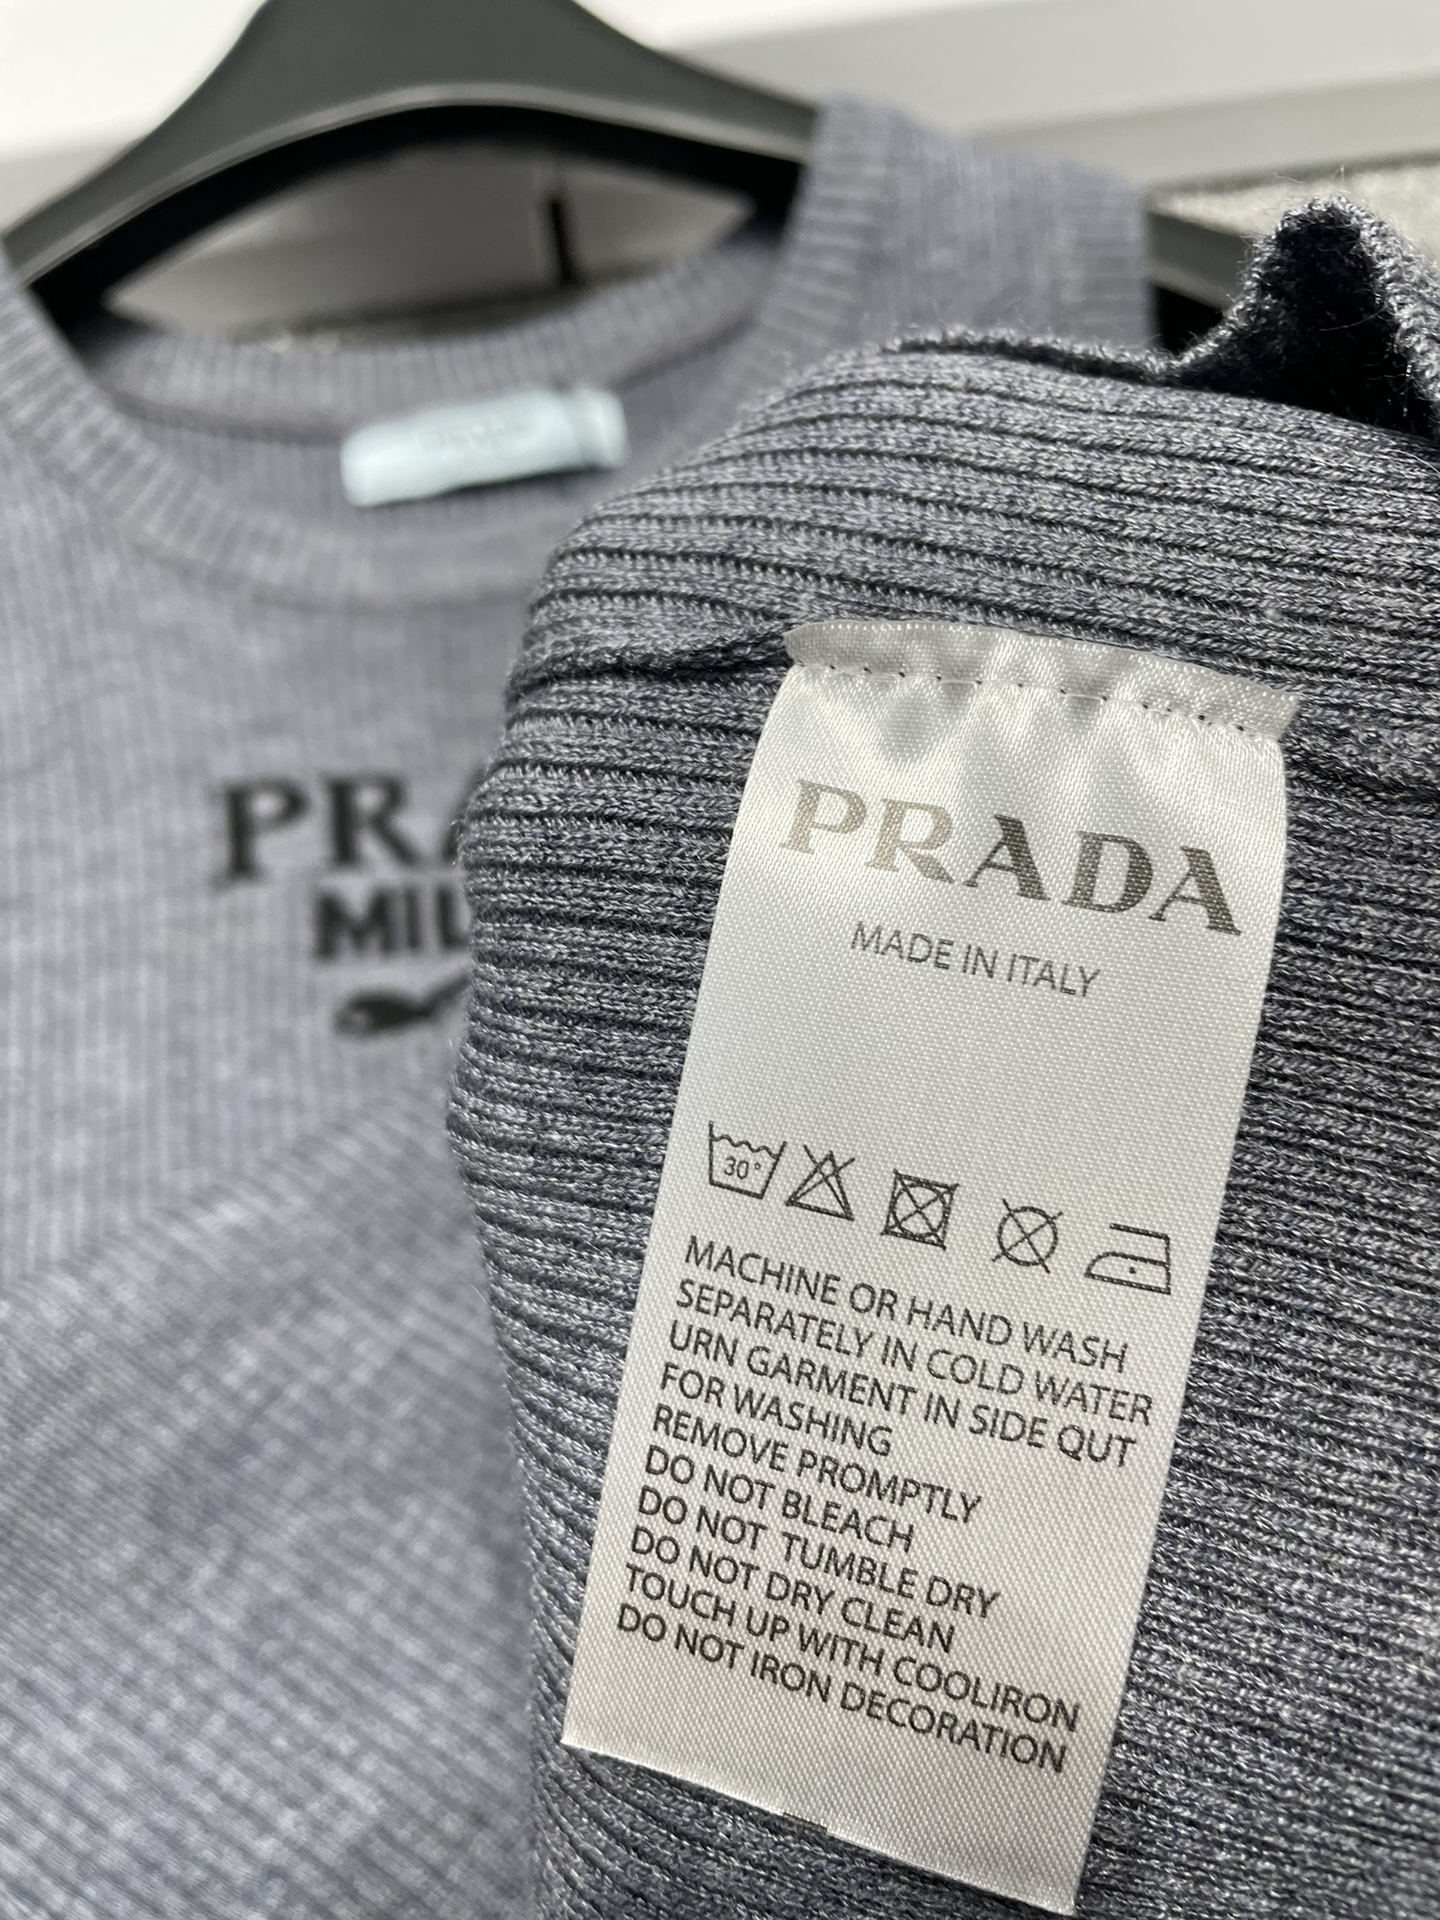 PR
MIL
PRADA
MADE IN ITALY
30°
MACHINE OR HAND WASH
SEPARATELY IN COLD WATER
URN GARMENT IN SIDE QUT
FOR WASHING
REMOVE PROMPTLY
DO NOT BLEACH
DO NOT TUMBLE DRY
DO NOT DRY CLEAN
TOUCH UP WITH COOLIRON
DO NOT IRON DECORATION